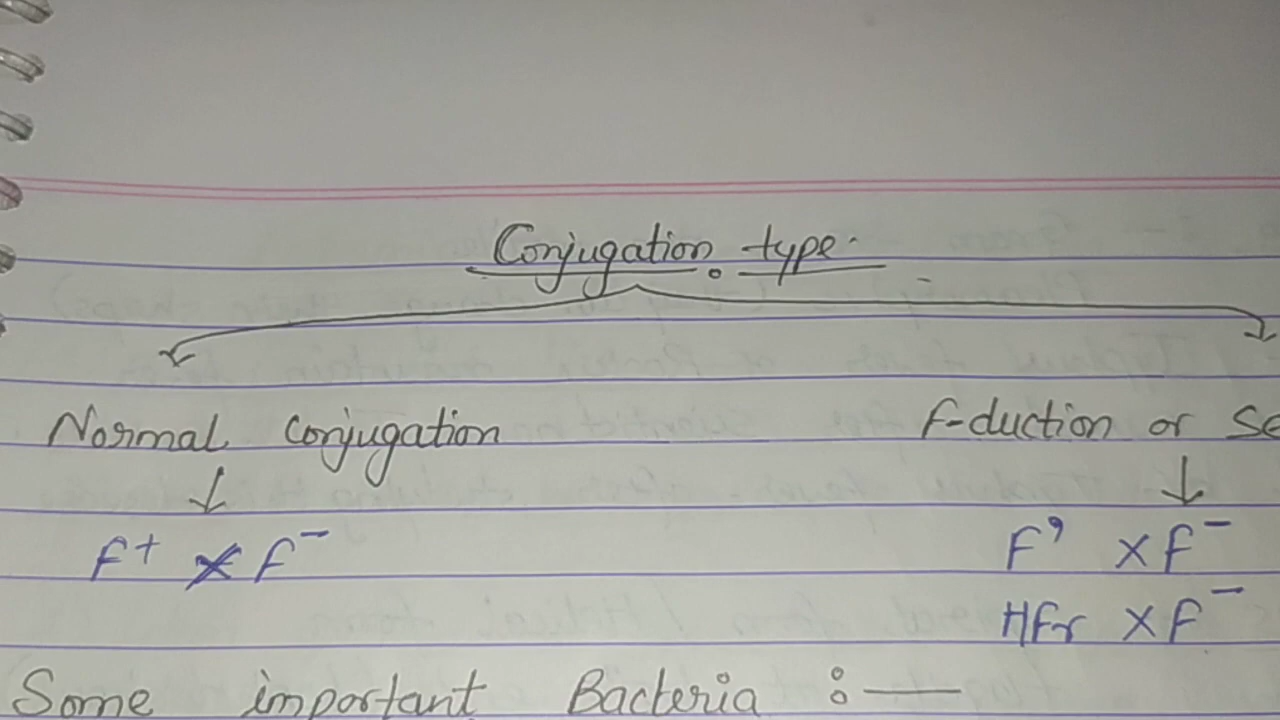 Conjugation type.
Normal Conjugation F-duction or
F+ × F⁻ F' × F⁻
HFr × F⁻
Some important Bacteria :—